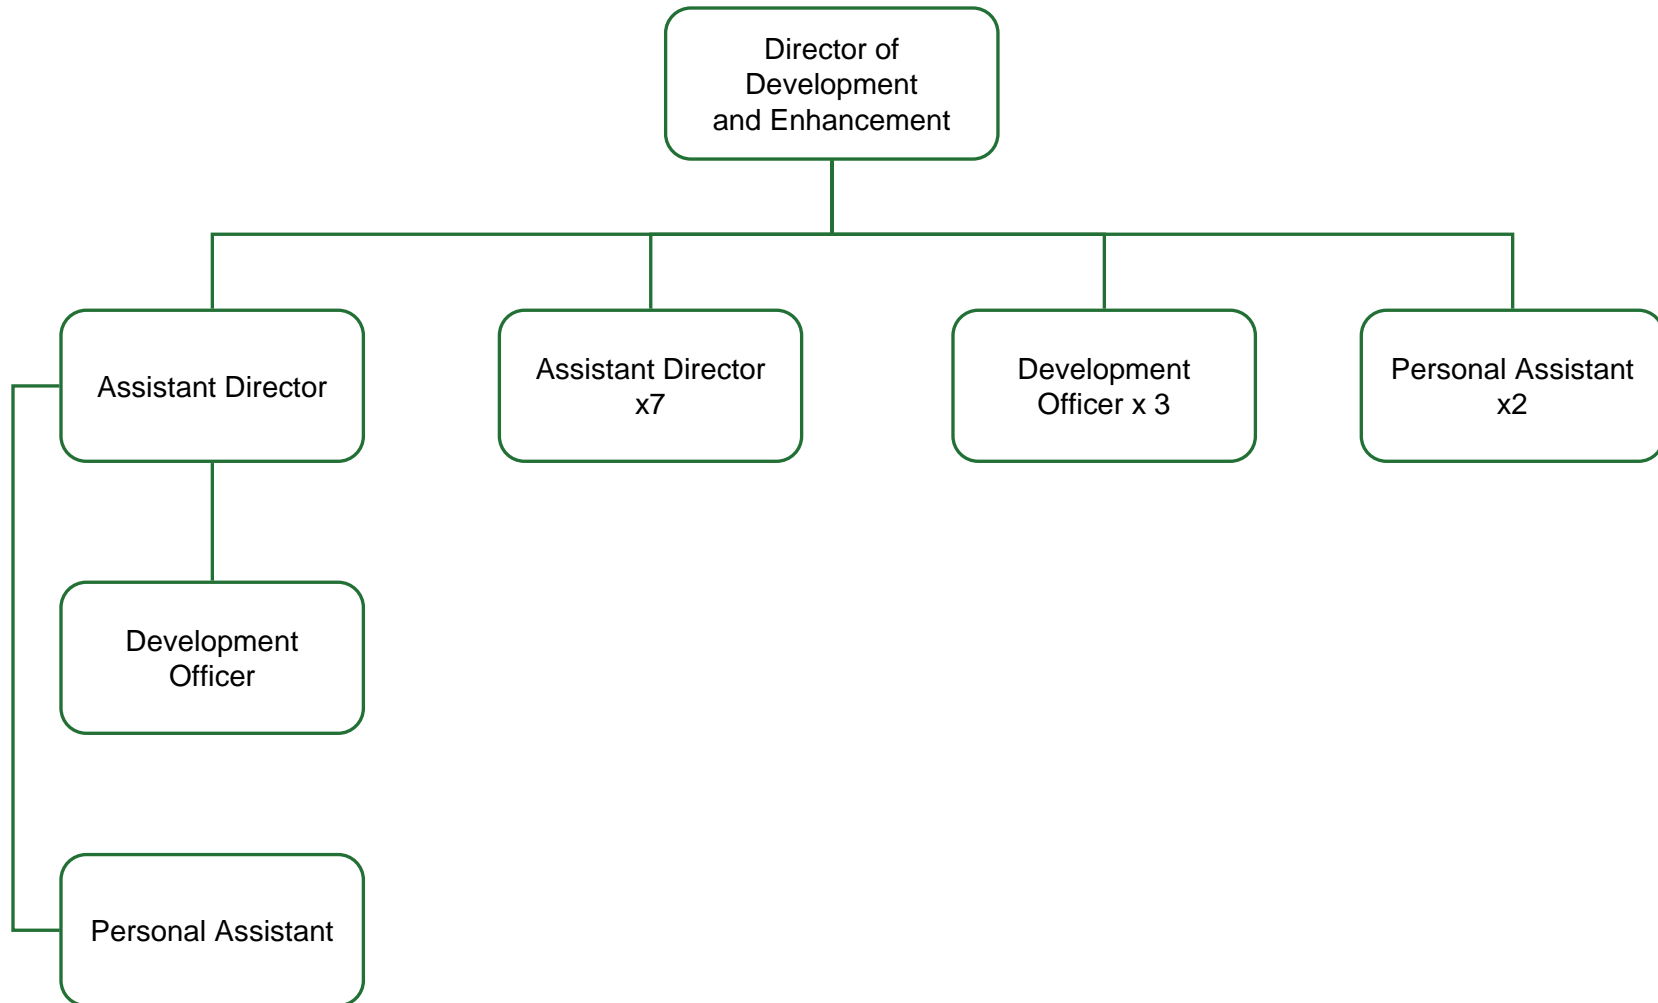 Director of
Development
and Enhancement
Assistant Director
Assistant Director
x7
Development
Officer x 3
Personal Assistant
x2
Development
Officer
Personal Assistant